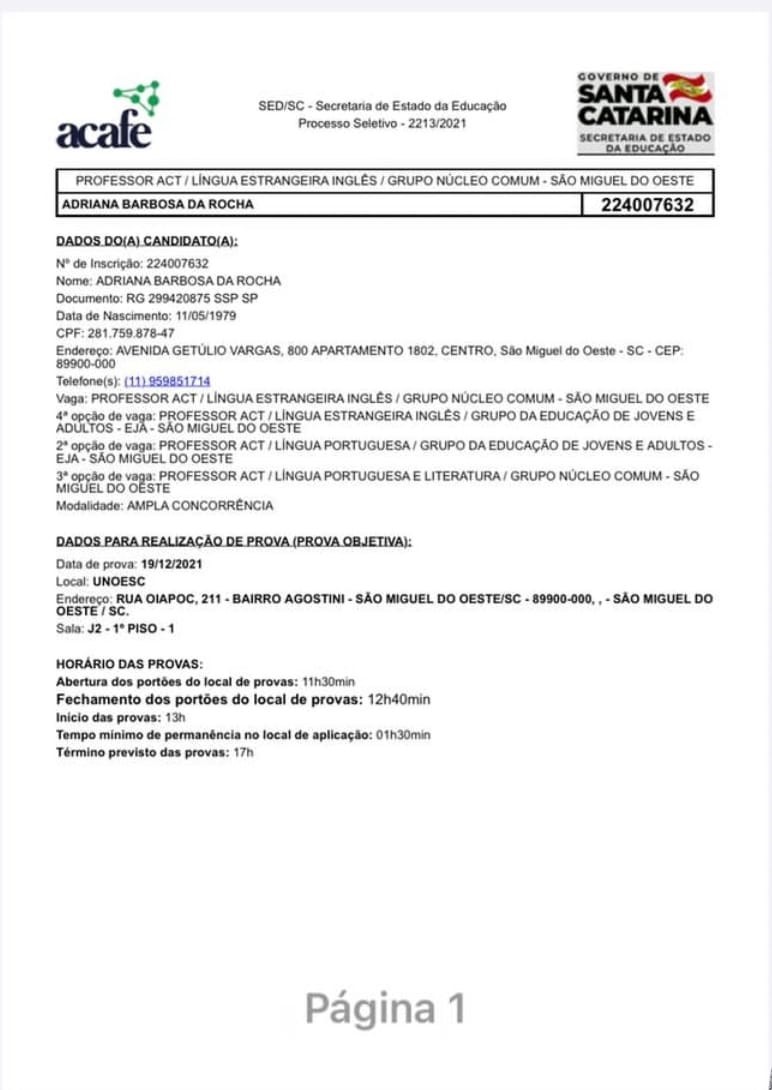 acafe
SED/SC - Secretaria de Estado da Educação
Processo Seletivo - 2213/2021
GOVERNO DE
SANTA
CATARINA
SECRETARIA DE ESTADO
DA EDUCAÇÃO
PROFESSOR ACT / LÍNGUA ESTRANGEIRA INGLÊS / GRUPO NÚCLEO COMUM - SÃO MIGUEL DO OESTE
ADRIANA BARBOSA DA ROCHA 224007632
DADOS DO(A) CANDIDATO(A):
Nº de Inscrição: 224007632
Nome: ADRIANA BARBOSA DA ROCHA
Documento: RG 299420875 SSP SP
Data de Nascimento: 11/05/1979
CPF: 281.759.878-47
Endereço: AVENIDA GETÚLIO VARGAS, 800 APARTAMENTO 1802, CENTRO, São Miguel do Oeste - SC - CEP:
89900-000
Telefone(s): (11) 959851714
Vaga: PROFESSOR ACT / LÍNGUA ESTRANGEIRA INGLÊS / GRUPO NÚCLEO COMUM - SÃO MIGUEL DO OESTE
4ª opção de vaga: PROFESSOR ACT / LÍNGUA ESTRANGEIRA INGLÊS / GRUPO DA EDUCAÇÃO DE JOVENS E
ADULTOS - EJA - SÃO MIGUEL DO OESTE
2ª opção de vaga: PROFESSOR ACT / LÍNGUA PORTUGUESA / GRUPO DA EDUCAÇÃO DE JOVENS E ADULTOS -
EJA - SÃO MIGUEL DO OESTE
3ª opção de vaga: PROFESSOR ACT / LÍNGUA PORTUGUESA E LITERATURA / GRUPO NÚCLEO COMUM - SÃO
MIGUEL DO OESTE
Modalidade: AMPLA CONCORRÊNCIA
DADOS PARA REALIZAÇÃO DE PROVA (PROVA OBJETIVA):
Data de prova: 19/12/2021
Local: UNOESC
Endereço: RUA OIAPOC, 211 - BAIRRO AGOSTINI - SÃO MIGUEL DO OESTE/SC - 89900-000, , - SÃO MIGUEL DO
OESTE / SC.
Sala: J2 - 1º PISO - 1
HORÁRIO DAS PROVAS:
Abertura dos portões do local de provas: 11h30min
Fechamento dos portões do local de provas: 12h40min
Início das provas: 13h
Tempo mínimo de permanência no local de aplicação: 01h30min
Término previsto das provas: 17h
Página 1